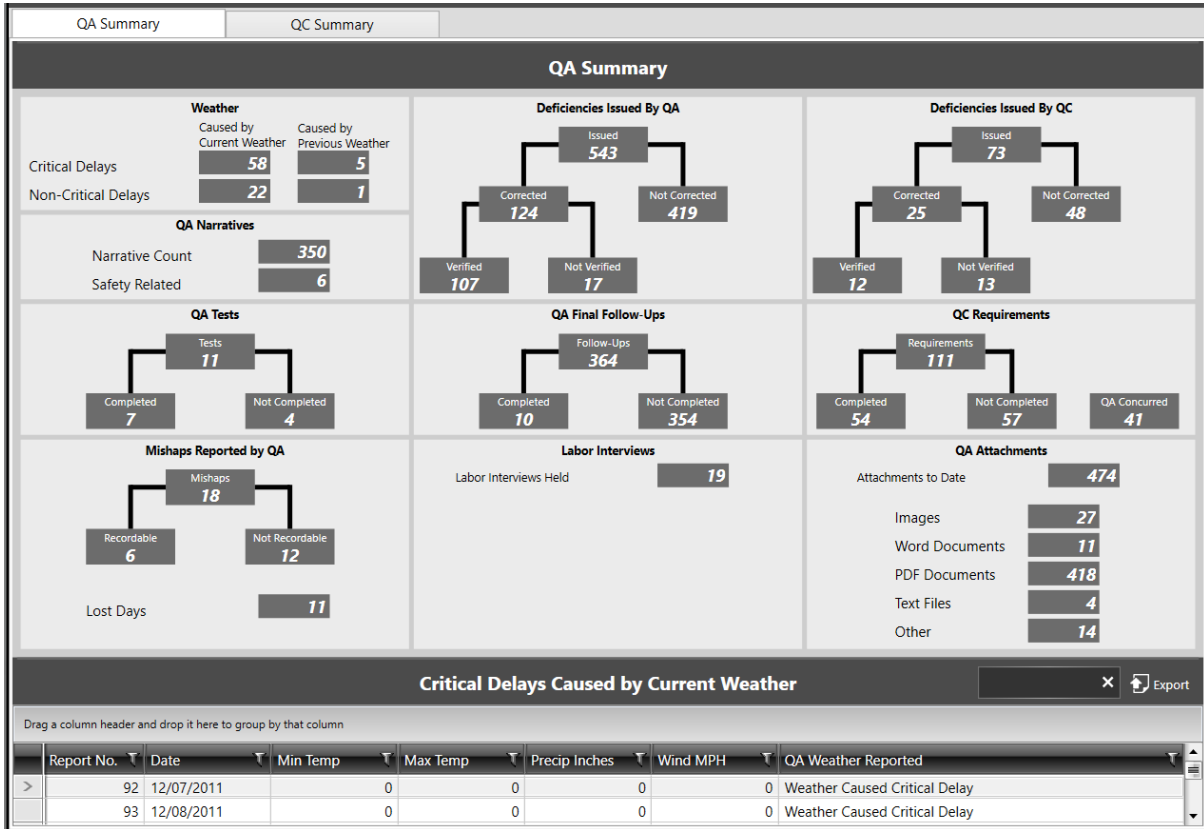 QA Summary
QC Summary
QA Summary
Weather
Caused by Current Weather
Caused by Previous Weather
Critical Delays 58 5
Non-Critical Delays 22 1
QA Narratives
Narrative Count 350
Safety Related 6
Deficiencies Issued By QA
Issued
543
Corrected
124
Not Corrected
419
Verified
107
Not Verified
17
Deficiencies Issued By QC
Issued
73
Corrected
25
Not Corrected
48
Verified
12
Not Verified
13
QA Tests
Tests
11
Completed
7
Not Completed
4
QA Final Follow-Ups
Follow-Ups
364
Completed
10
Not Completed
354
QC Requirements
Requirements
111
Completed
54
Not Completed
57
QA Concurred
41
Mishaps Reported by QA
Mishaps
18
Recordable
6
Not Recordable
12
Lost Days 11
Labor Interviews
Labor Interviews Held 19
QA Attachments
Attachments to Date 474
Images 27
Word Documents 11
PDF Documents 418
Text Files 4
Other 14
Critical Delays Caused by Current Weather
Export
Drag a column header and drop it here to group by that column
Report No. Date Min Temp Max Temp Precip Inches Wind MPH QA Weather Reported
92 12/07/2011 0 0 0 0 Weather Caused Critical Delay
93 12/08/2011 0 0 0 0 Weather Caused Critical Delay